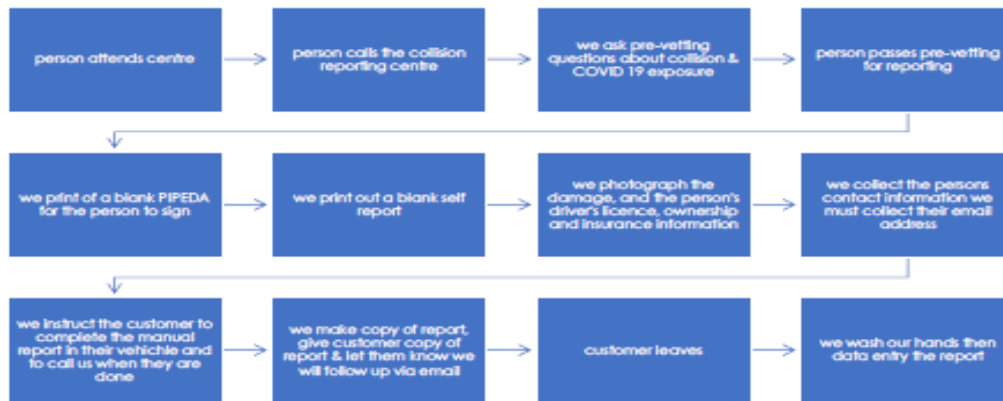 person attends centre
person calls the collision
reporting centre
we ask pre-vetting
questions about collision &
COVID 19 exposure
person passes pre-vetting
for reporting
we print of a blank PIPEDA
for the person to sign
we print out a blank self
report
we photograph the
damage, and the person's
driver's licence, ownership
and insurance information
we collect the persons
contact information we
must collect their email
address
we instruct the customer to
complete the manual
report in their vehichle and
to call us when they are
done
we make copy of report,
give customer copy of
report & let them know we
will follow up via email
customer leaves
we wash our hands then
data entry the report